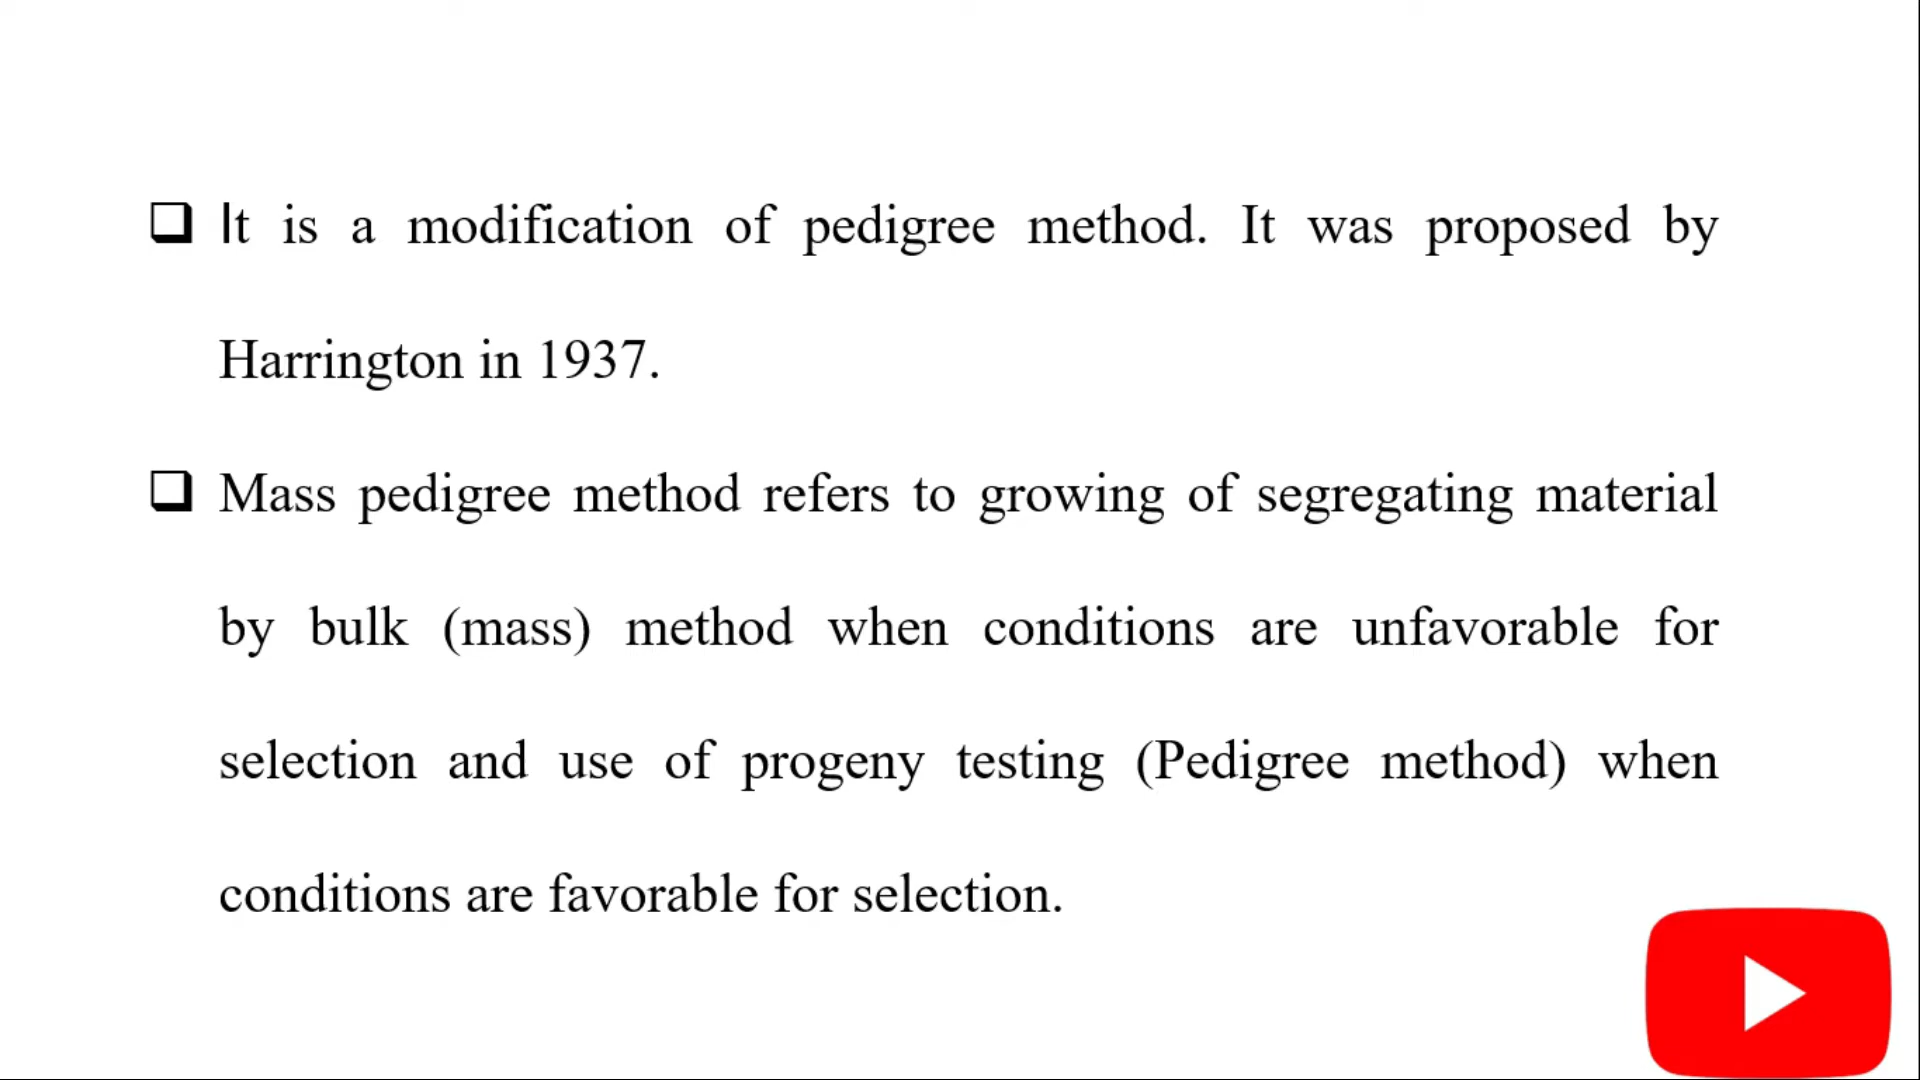 ❑ It is a modification of pedigree method. It was proposed by
Harrington in 1937.
❑ Mass pedigree method refers to growing of segregating material
by bulk (mass) method when conditions are unfavorable for
selection and use of progeny testing (Pedigree method) when
conditions are favorable for selection.